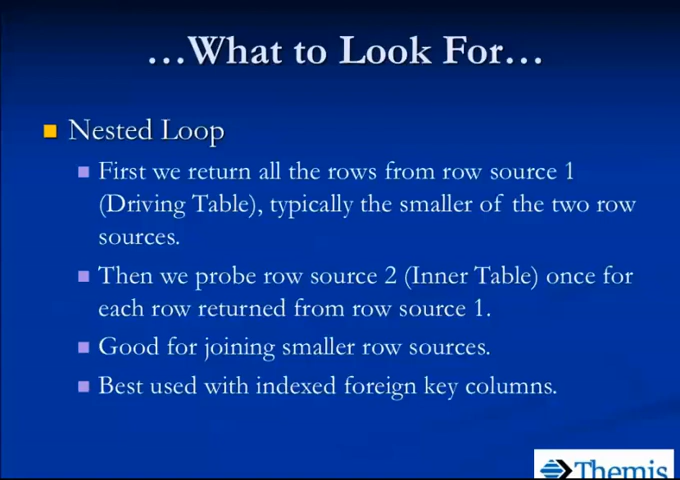 ...What to Look For...
Nested Loop
First we return all the rows from row source 1
(Driving Table), typically the smaller of the two row
sources.
Then we probe row source 2 (Inner Table) once for
each row returned from row source 1.
Good for joining smaller row sources.
Best used with indexed foreign key columns.
Themis